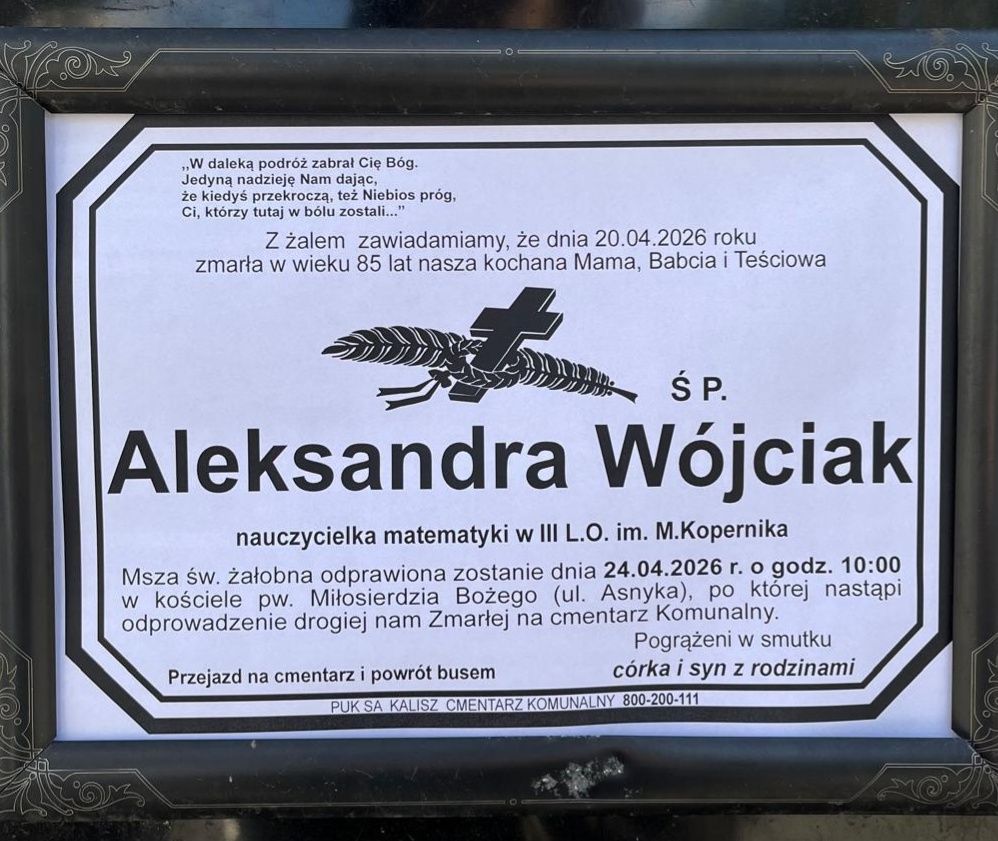 „W daleką podróż zabrał Cię Bóg.
Jedyną nadzieję Nam dając,
że kiedyś przekroczą, też Niebios próg,
Ci, którzy tutaj w bólu zostali...”
Z żalem zawiadamiamy, że dnia 20.04.2026 roku
zmarła w wieku 85 lat nasza kochana Mama, Babcia i Teściowa
Ś P.
Aleksandra Wójciak
nauczycielka matematyki w III L.O. im. M.Kopernika
Msza św. żałobna odprawiona zostanie dnia 24.04.2026 r. o godz. 10:00
w kościele pw. Miłosierdzia Bożego (ul. Asnyka), po której nastąpi
odprowadzenie drogiej nam Zmarłej na cmentarz Komunalny.
Pogrążeni w smutku
córka i syn z rodzinami
Przejazd na cmentarz i powrót busem
PUK SA KALISZ CMENTARZ KOMUNALNY 800-200-111